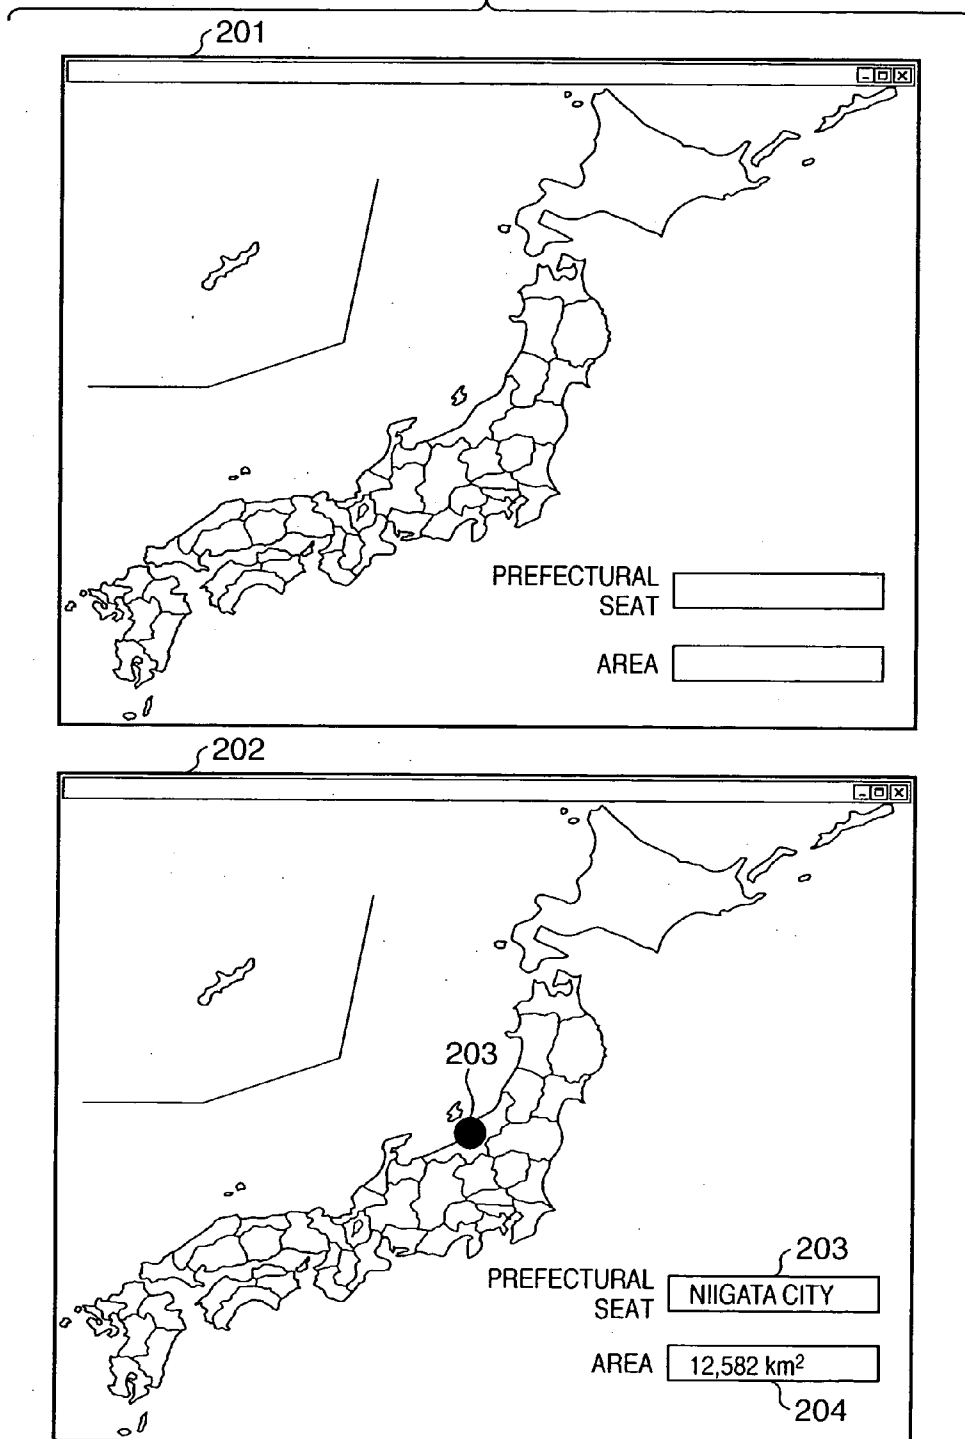 201
PREFECTURAL
SEAT
AREA
202
203
203
PREFECTURAL
SEAT
NIIGATA CITY
AREA
12,582 km²
204